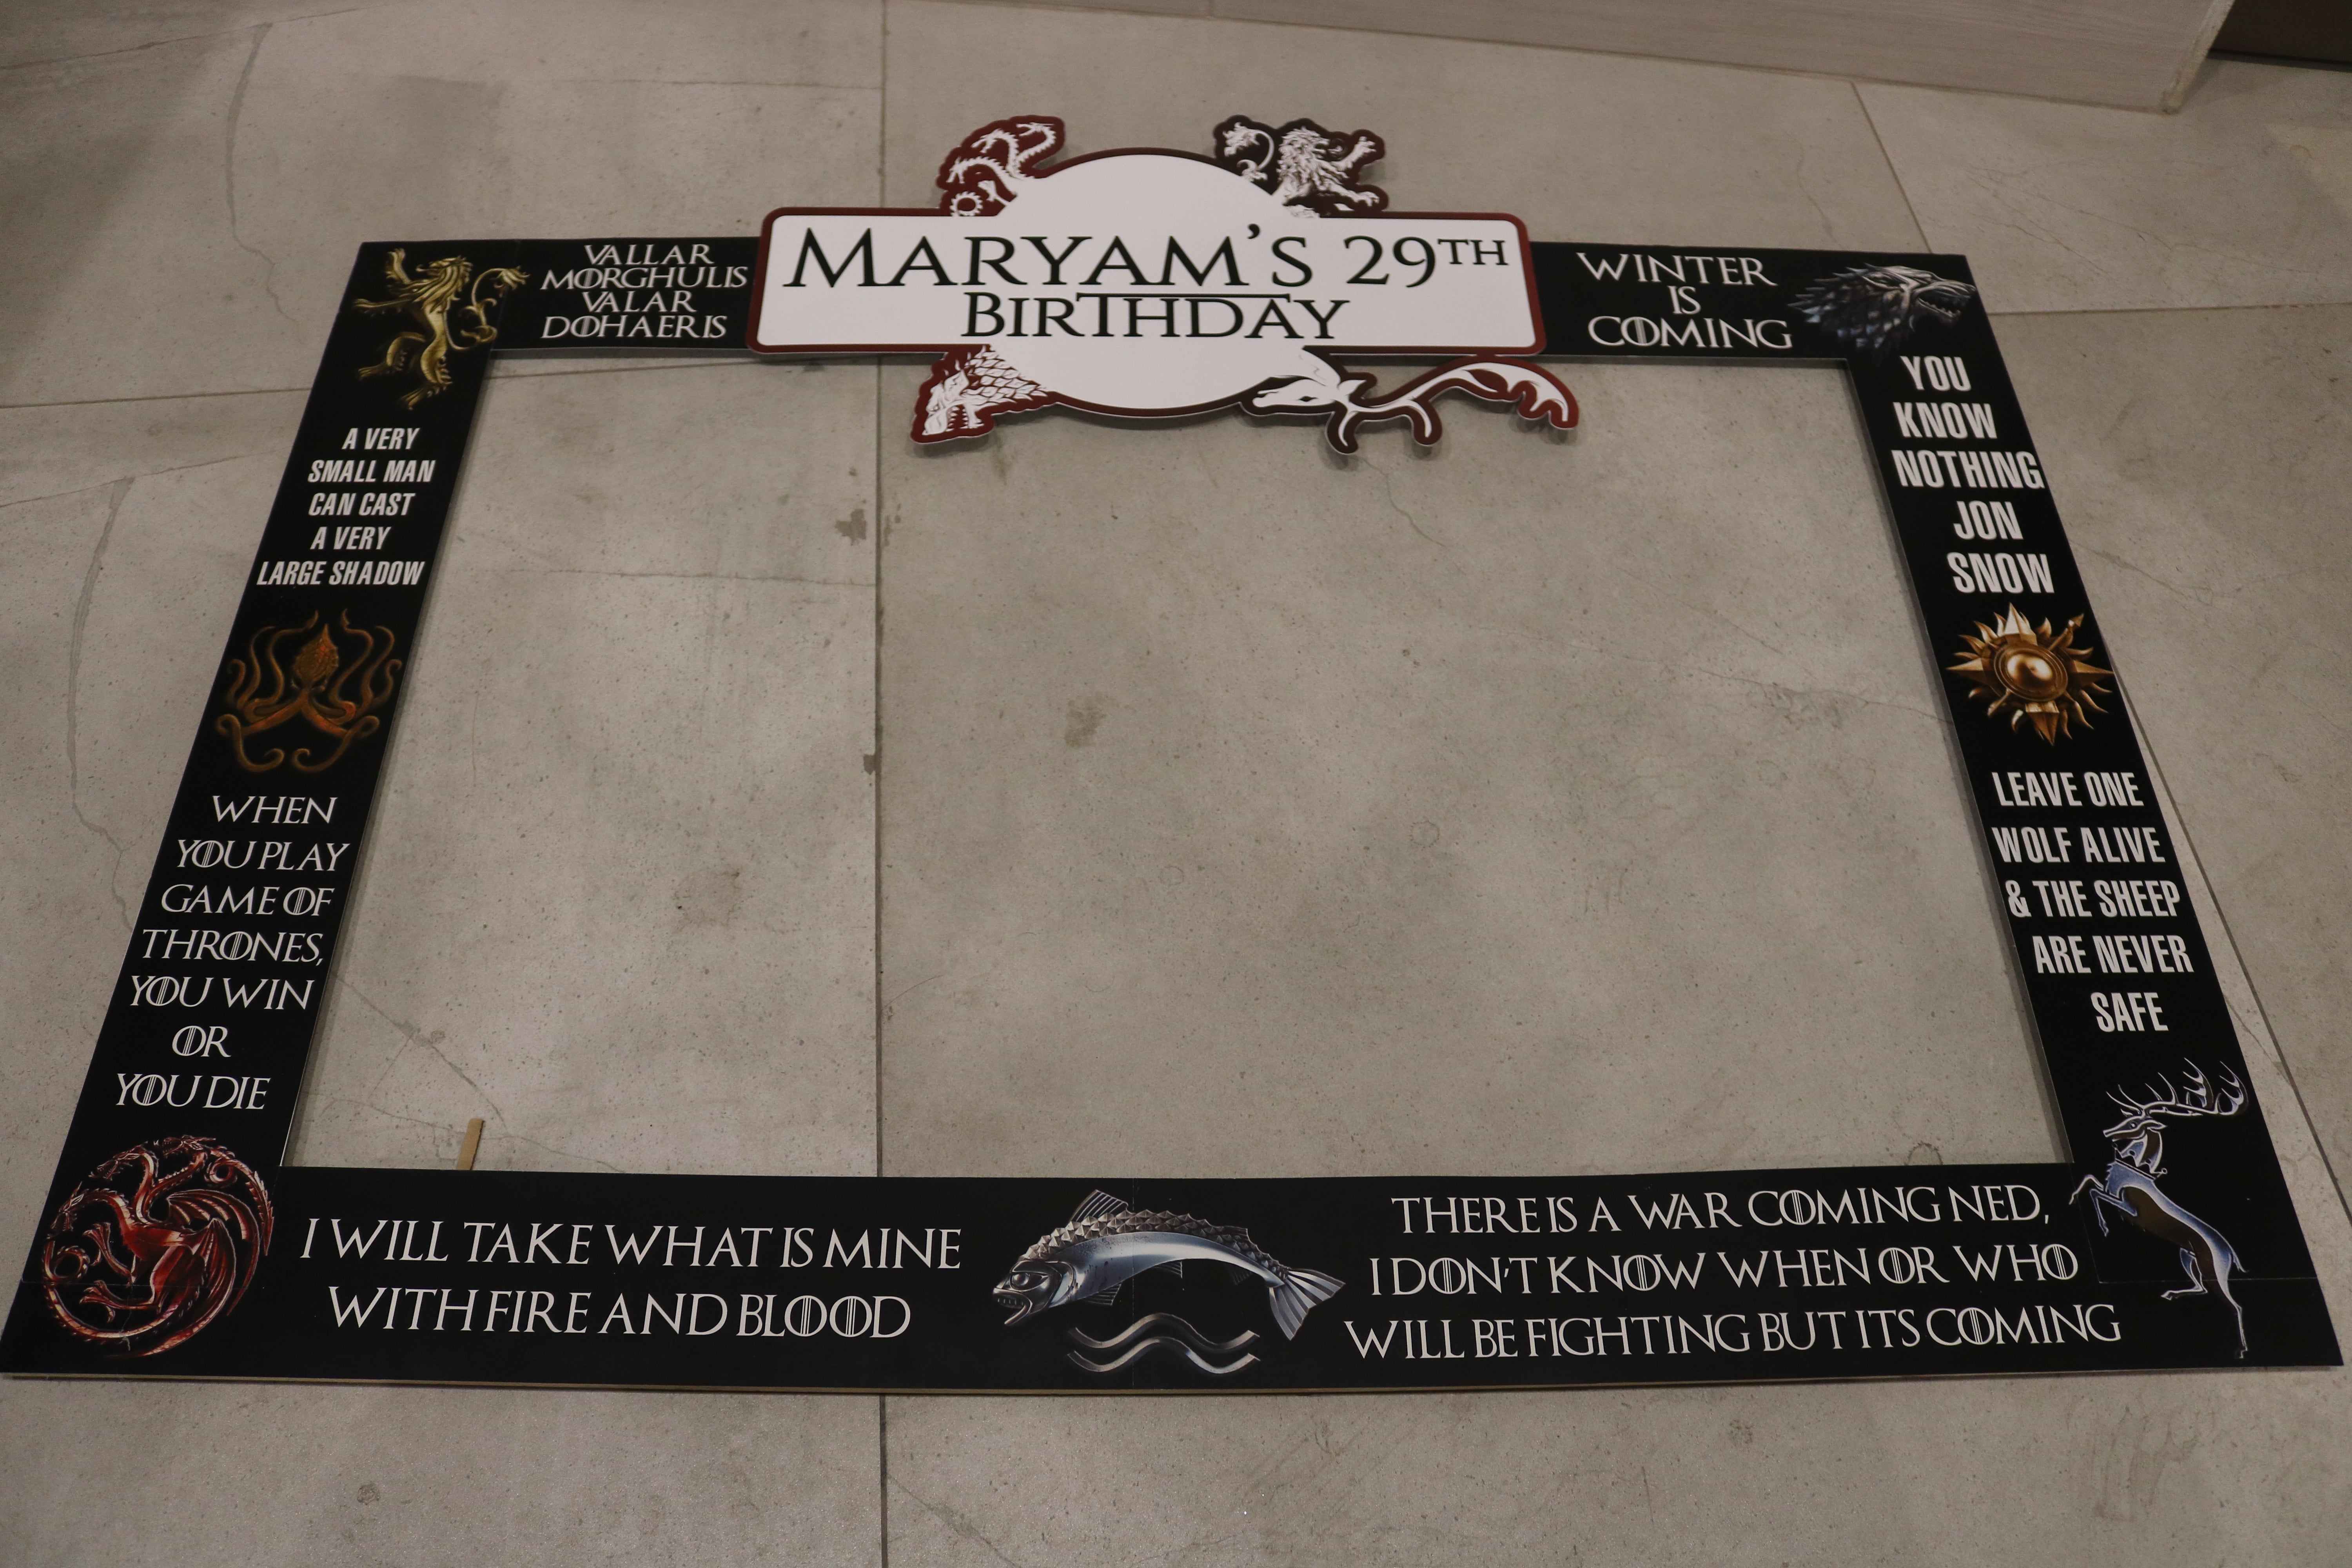 VALLAR
MORGHULIS
VALAR
DOHAERIS
MARYAM'S 29TH
BIRTHDAY
WINTER
IS
COMING
A VERY
SMALL MAN
CAN CAST
A VERY
LARGE SHADOW
YOU
KNOW
NOTHING
JON
SNOW
WHEN
YOU PLAY
GAME OF
THRONES,
YOU WIN
OR
YOU DIE
LEAVE ONE
WOLF ALIVE
& THE SHEEP
ARE NEVER
SAFE
I WILL TAKE WHAT IS MINE
WITH FIRE AND BLOOD
THERE IS A WAR COMING NED,
I DON'T KNOW WHEN OR WHO
WILL BE FIGHTING BUT ITS COMING